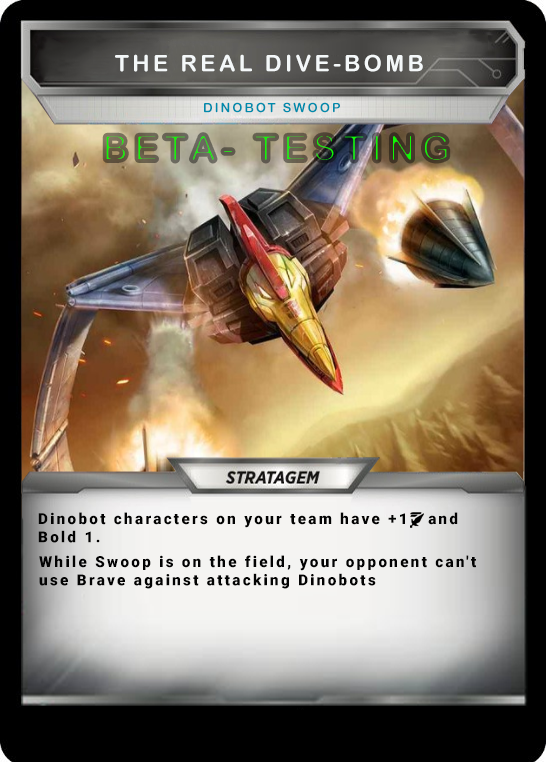 THE REAL DIVE-BOMB
DINOBOT SWOOP
BETA- TESTING
STRATAGEM
Dinobot characters on your team have +1 and
Bold 1.
While Swoop is on the field, your opponent can't
use Brave against attacking Dinobots